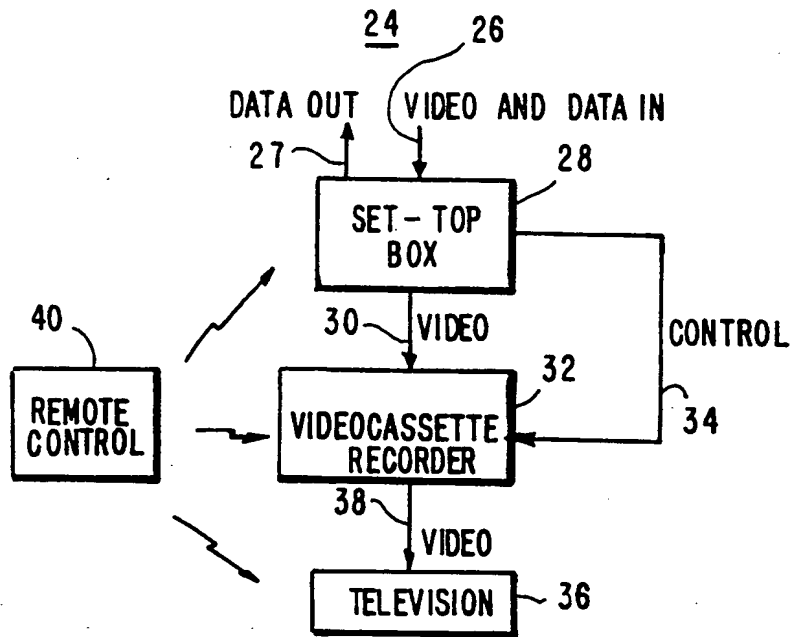 24
26
DATA OUT
VIDEO AND DATA IN
27
28
SET-TOP
BOX
30
VIDEO
CONTROL
40
32
34
REMOTE
CONTROL
VIDEOCASSETTE
RECORDER
38
VIDEO
TELEVISION
36